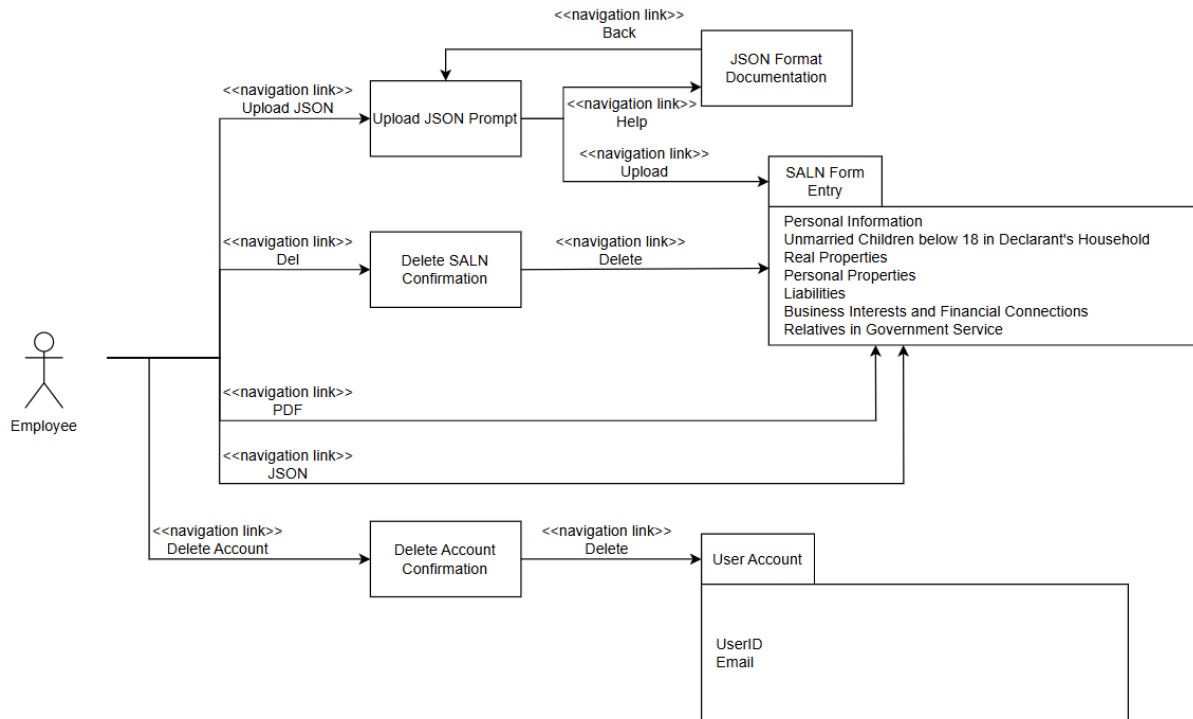 <<navigation link>>
Back
JSON Format
Documentation
<<navigation link>>
Upload JSON
Upload JSON Prompt
<<navigation link>>
Help
<<navigation link>>
Upload
SALN Form
Entry
Personal Information
Unmarried Children below 18 in Declarant's Household
Real Properties
Personal Properties
Liabilities
Business Interests and Financial Connections
Relatives in Government Service
<<navigation link>>
Del
Delete SALN
Confirmation
<<navigation link>>
Delete
Employee
<<navigation link>>
PDF
<<navigation link>>
JSON
<<navigation link>>
Delete Account
Delete Account
Confirmation
<<navigation link>>
Delete
User Account
UserID
Email